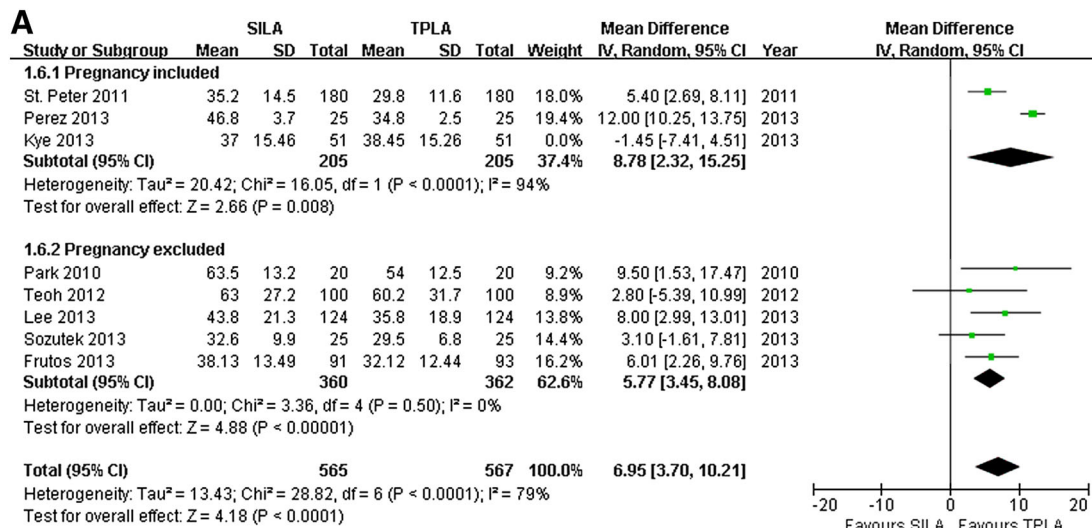 A
SILA TPLA Mean Difference Mean Difference
Study or Subgroup Mean SD Total Mean SD Total Weight IV, Random, 95% CI Year IV, Random, 95% CI
1.6.1 Pregnancy included
St. Peter 2011 35.2 14.5 180 29.8 11.6 180 18.0% 5.40 [2.69, 8.11] 2011
Perez 2013 46.8 3.7 25 34.8 2.5 25 19.4% 12.00 [10.25, 13.75] 2013
Kye 2013 37 15.46 51 38.45 15.26 51 0.0% -1.45 [-7.41, 4.51] 2013
Subtotal (95% CI) 205 205 37.4% 8.78 [2.32, 15.25]
Heterogeneity: Tau² = 20.42; Chi² = 16.05, df = 1 (P < 0.0001); I² = 94%
Test for overall effect: Z = 2.66 (P = 0.008)
1.6.2 Pregnancy excluded
Park 2010 63.5 13.2 20 54 12.5 20 9.2% 9.50 [1.53, 17.47] 2010
Teoh 2012 63 27.2 100 60.2 31.7 100 8.9% 2.80 [-5.39, 10.99] 2012
Lee 2013 43.8 21.3 124 35.8 18.9 124 13.8% 8.00 [2.99, 13.01] 2013
Sozutek 2013 32.6 9.9 25 29.5 6.8 25 14.4% 3.10 [-1.61, 7.81] 2013
Frutos 2013 38.13 13.49 91 32.12 12.44 93 16.2% 6.01 [2.26, 9.76] 2013
Subtotal (95% CI) 360 362 62.6% 5.77 [3.45, 8.08]
Heterogeneity: Tau² = 0.00; Chi² = 3.36, df = 4 (P = 0.50); I² = 0%
Test for overall effect: Z = 4.88 (P < 0.00001)
Total (95% CI) 565 567 100.0% 6.95 [3.70, 10.21]
Heterogeneity: Tau² = 13.43; Chi² = 28.82, df = 6 (P < 0.0001); I² = 79%
Test for overall effect: Z = 4.18 (P < 0.0001)
-20 -10 0 10 20
Favours SILA Favours TPLA